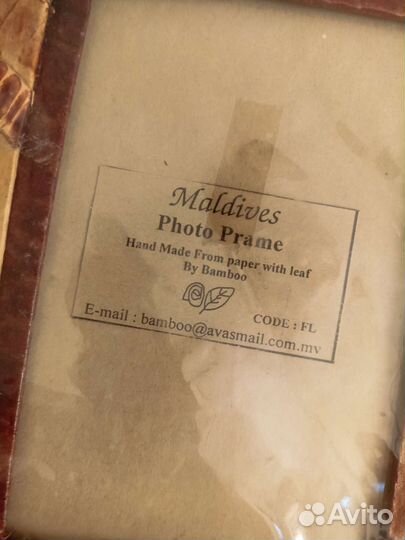 Maldives
Photo Prame
Hand Made From paper with leaf
By Bamboo
CODE : FL
E-mail : bamboo@avasmail.com.mv
Avito